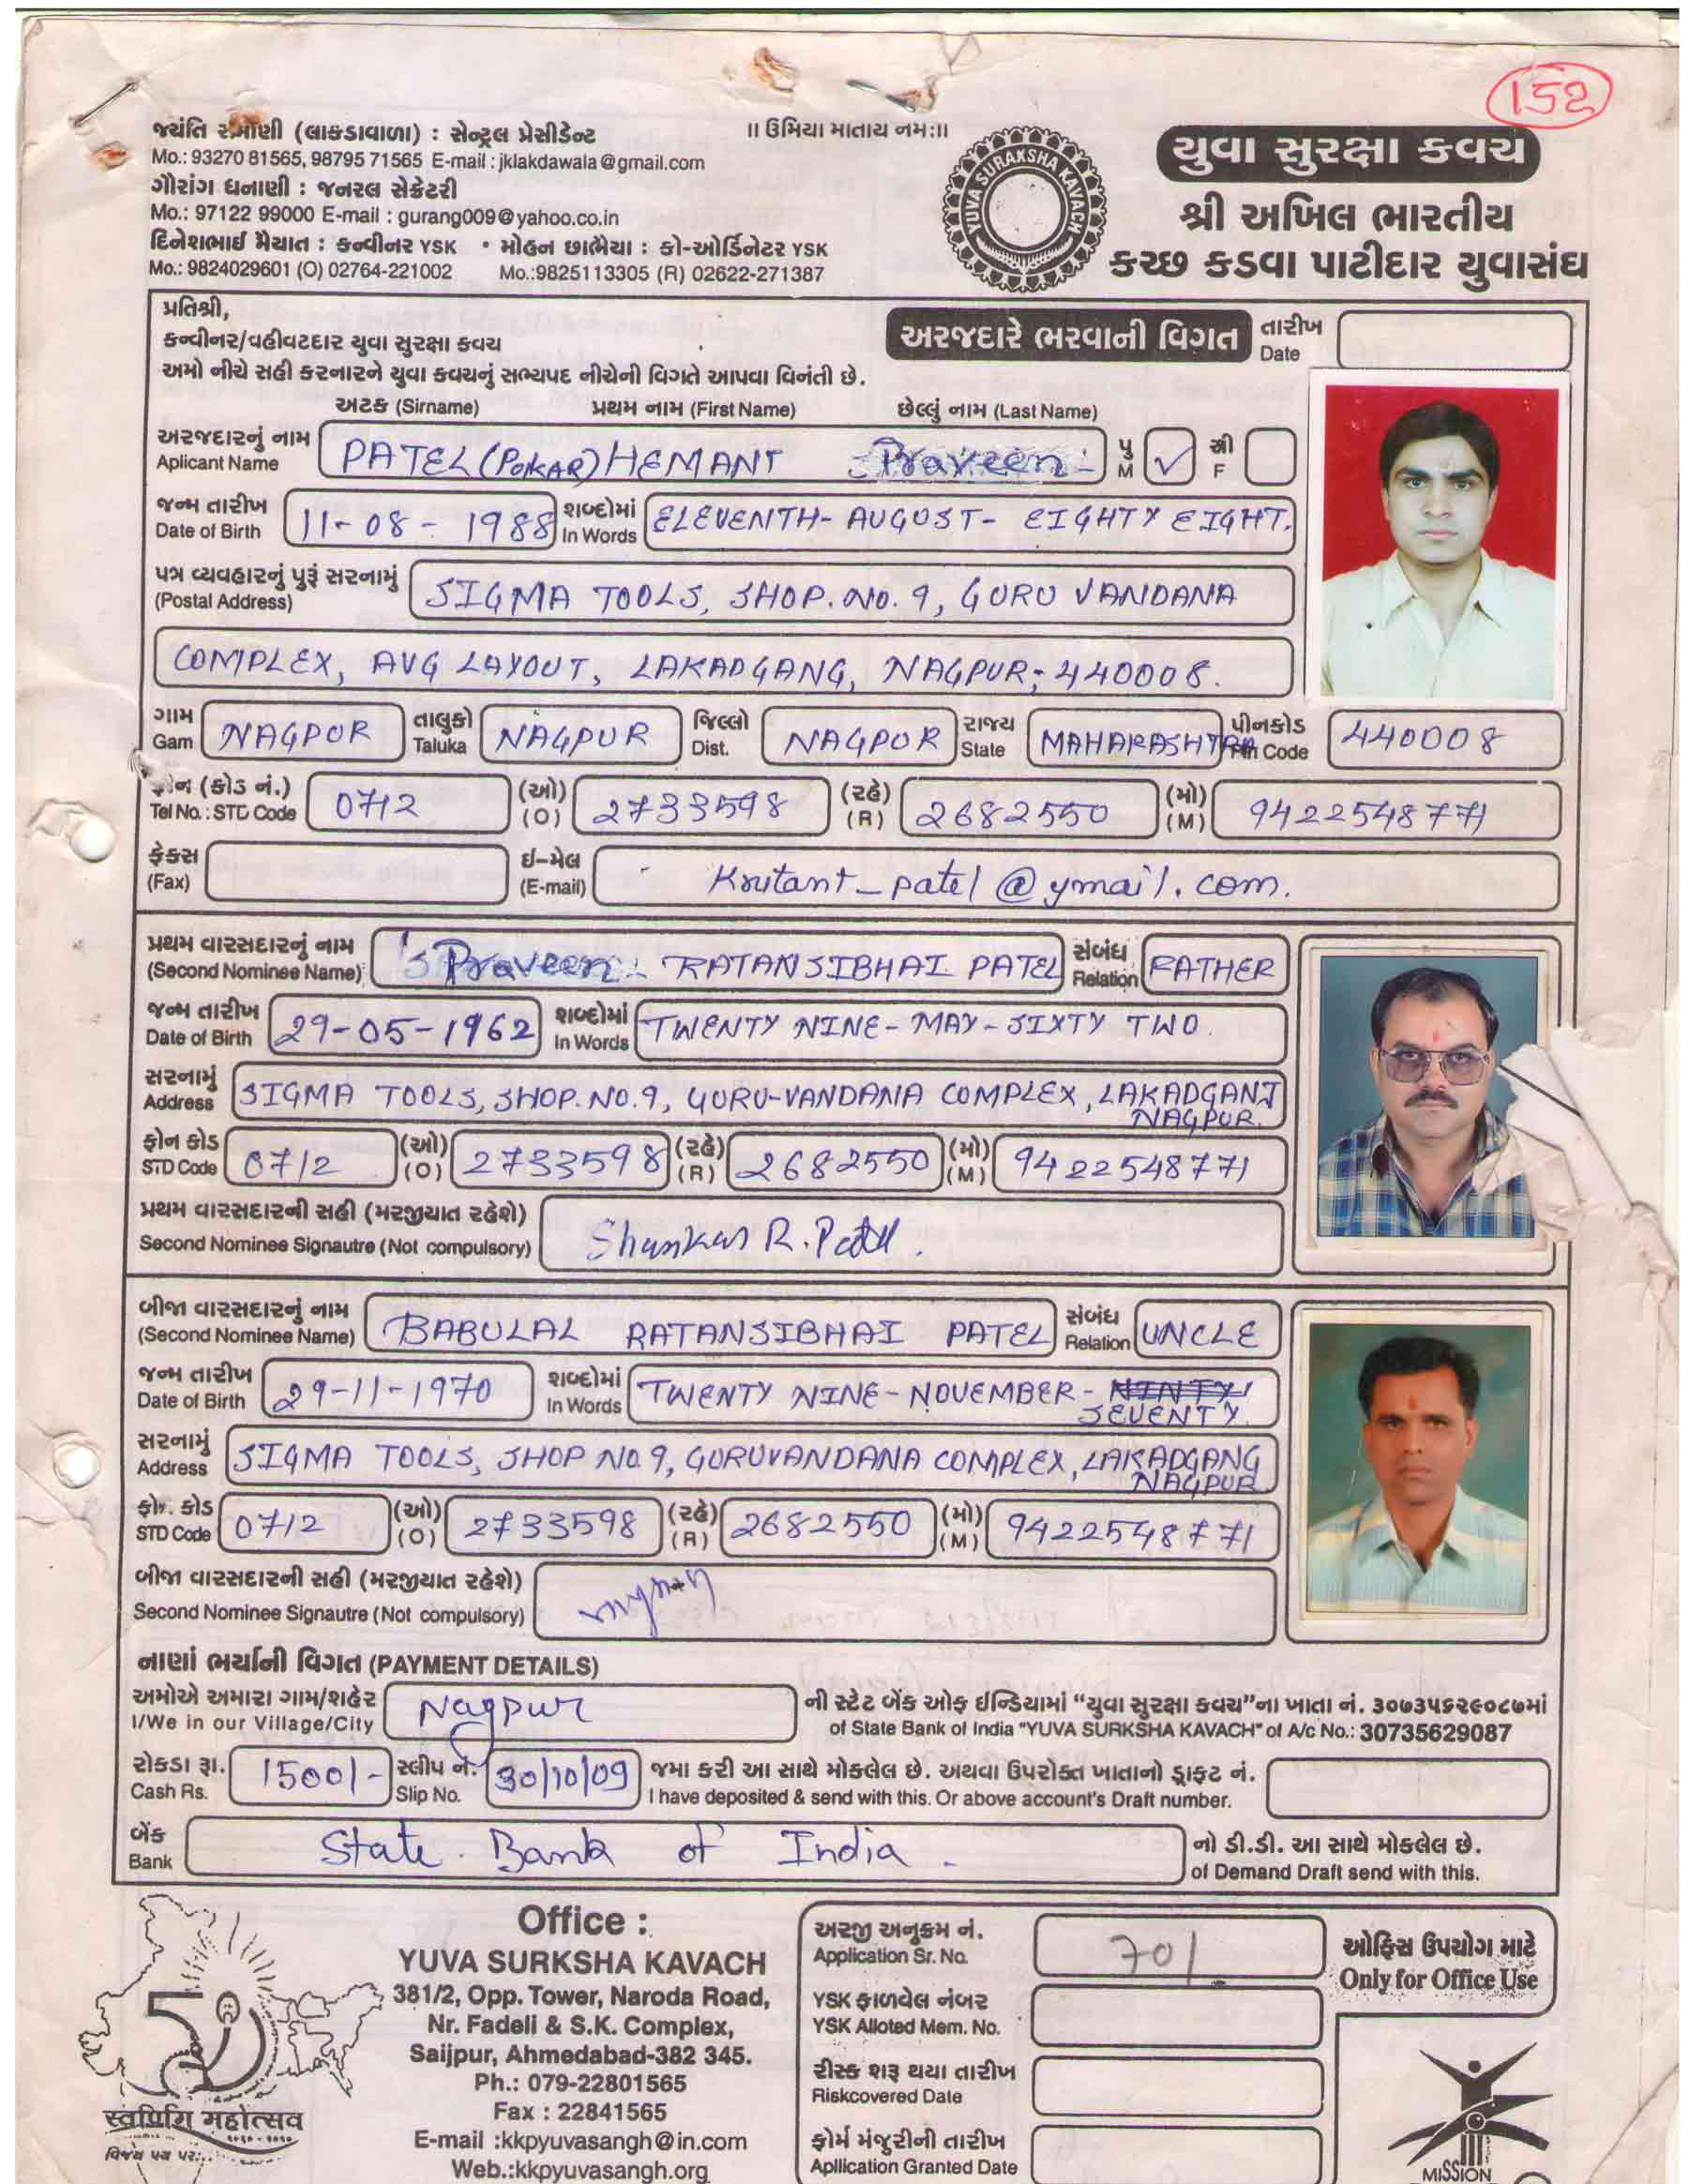 152
જયંતિ રમાણી (લાકડાવાળા) : સેન્ટ્રલ પ્રેસીડેન્ટ
Mo.: 93270 81565, 98795 71565 E-mail : jklakdawala@gmail.com
ગૌરાંગ ધનાણી : જનરલ સેક્રેટરી
Mo.: 97122 99000 E-mail : gurang009@yahoo.co.in
દિનેશભાઈ મૈયાત : કન્વીનર YSK • મોહન છાભૈયા : કો-ઓર્ડિનેટર YSK
Mo.: 9824029601 (O) 02764-221002 Mo.:9825113305 (R) 02622-271387
।। ઉમિયા માતાય નમઃ।।
YUVA SURAKSHA KAVACH
યુવા સુરક્ષા કવચ
શ્રી અખિલ ભારતીય
કચ્છ કડવા પાટીદાર યુવાસંઘ
પ્રતિશ્રી,
કન્વીનર/વહીવટદાર યુવા સુરક્ષા કવચ
અરજદારે ભરવાની વિગત તારીખ Date
અમો નીચે સહી કરનારને યુવા કવચનું સભ્યપદ નીચેની વિગતે આપવા વિનંતી છે.
અટક (Sirname) પ્રથમ નામ (First Name) છેલ્લું નામ (Last Name)
અરજદારનું નામ Aplicant Name PATEL (POKAR) HEMANT Praveen પુ M ✓ સ્ત્રી F
જન્મ તારીખ Date of Birth 11-08-1988 શબ્દોમાં In Words ELEVENTH- AUGUST- EIGHTY EIGHT.
પત્ર વ્યવહારનું પુરૂં સરનામું (Postal Address) SIGMA TOOLS, SHOP. NO. 9, GURU VANDANA
COMPLEX, AVG LAYOUT, LAKADGANG, NAGPUR; 440008.
ગામ Gam NAGPUR તાલુકો Taluka NAGPUR જિલ્લો Dist. NAGPUR રાજ્ય State MAHARASHTRA પીનકોડ Pin Code 440008
ફોન (કોડ નં.) Tel No.: STD Code 0712 (ઓ) (O) 2733598 (રહે) (R) 2682550 (મો) (M) 9422548771
ફેક્સ (Fax) ઈ-મેલ (E-mail) Krutant_patel@ymail.com.
પ્રથમ વારસદારનું નામ (Second Nominee Name) Praveen RATANSIBHAI PATEL સંબંધ Relation FATHER
જન્મ તારીખ Date of Birth 29-05-1962 શબ્દોમાં In Words TWENTY NINE- MAY- SIXTY TWO.
સરનામું Address SIGMA TOOLS, SHOP. NO. 9, GURU-VANDANA COMPLEX, LAKADGANJ
NAGPUR.
ફોન કોડ STD Code 0712 (ઓ) (O) 2733598 (રહે) (R) 2682550 (મો) (M) 9422548771
પ્રથમ વારસદારની સહી (મરજીયાત રહેશે)
Second Nominee Signautre (Not compulsory) Shankar R. Patel.
બીજા વારસદારનું નામ (Second Nominee Name) BABULAL RATANSIBHAI PATEL સંબંધ Relation UNCLE
જન્મ તારીખ Date of Birth 29-11-1970 શબ્દોમાં In Words TWENTY NINE- NOVEMBER- NINTY
SEVENTY.
સરનામું Address SIGMA TOOLS, SHOP NO. 9, GURUVANDANA COMPLEX, LAKADGANG
NAGPUR
ફોન કોડ STD Code 0712 (ઓ) (O) 2733598 (રહે) (R) 2682550 (મો) (M) 9422548771
બીજા વારસદારની સહી (મરજીયાત રહેશે)
Second Nominee Signautre (Not compulsory)
નાણાં ભર્યાની વિગત (PAYMENT DETAILS)
અમોએ અમારા ગામ/શહેર Nagpur ની સ્ટેટ બેંક ઓફ ઈન્ડિયામાં “યુવા સુરક્ષા કવચ”ના ખાતા નં. ૩૦૭૩૫૬૨૯૦૮૭માં
I/We in our Village/City of State Bank of India "YUVA SURKSHA KAVACH" of A/c No.: 30735629087
રોકડા રૂા. 1500/- સ્લીપ નં. 30/10/09 જમા કરી આ સાથે મોકલેલ છે. અથવા ઉપરોક્ત ખાતાનો ડ્રાફ્ટ નં.
Cash Rs. Slip No. I have deposited & send with this. Or above account's Draft number.
બેંક State Bank of India નો ડી.ડી. આ સાથે મોકલેલ છે.
Bank of Demand Draft send with this.
50
સ્વર્ણિમ મહોત્સવ
વિજય પથ પર...
Office :
YUVA SURKSHA KAVACH
381/2, Opp. Tower, Naroda Road,
Nr. Fadeli & S.K. Complex,
Saijpur, Ahmedabad-382 345.
Ph.: 079-22801565
Fax : 22841565
E-mail :kkpyuvasangh@in.com
Web.:kkpyuvasangh.org
અરજી અનુક્રમ નં. Application Sr. No. 701
ઓફિસ ઉપયોગ માટે
Only for Office Use
YSK ફાળવેલ નંબર
YSK Alloted Mem. No.
રીસ્ક શરૂ થયા તારીખ
Riskcovered Date
ફોર્મ મંજુરીની તારીખ
Apllication Granted Date
MISSION